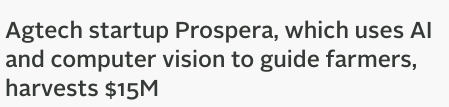 Agtech startup Prospera, which uses AI
and computer vision to guide farmers,
harvests $15M